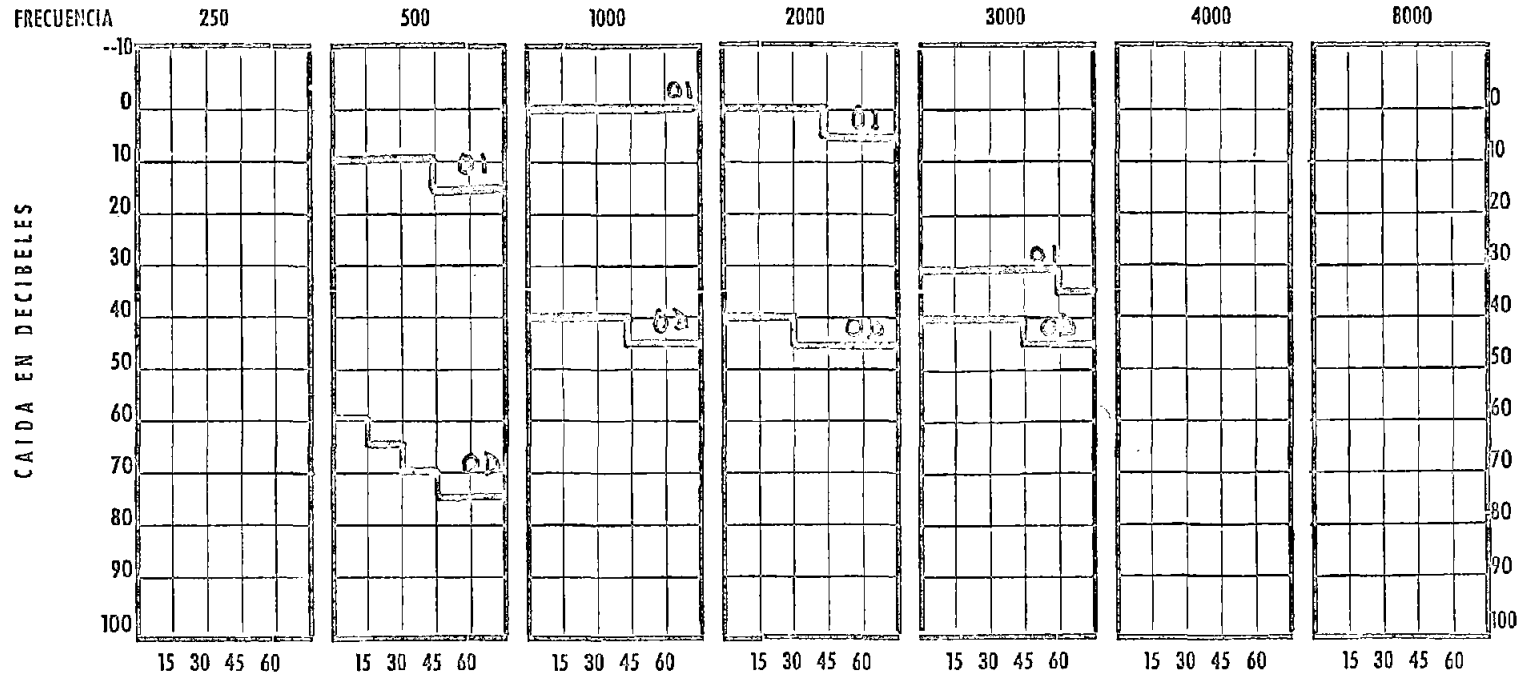 FRECUENCIA 250 500 1000 2000 3000 4000 8000
--10
0 OI 0
OI
10 OI 10
20 20
30 OI 30
40 OD OD OD 40
50 50
60 60
70 OD 70
80 80
90 90
100 100
CAIDA EN DECIBELES
15 30 45 60 15 30 45 60 15 30 45 60 15 30 45 60 15 30 45 60 15 30 45 60 15 30 45 60